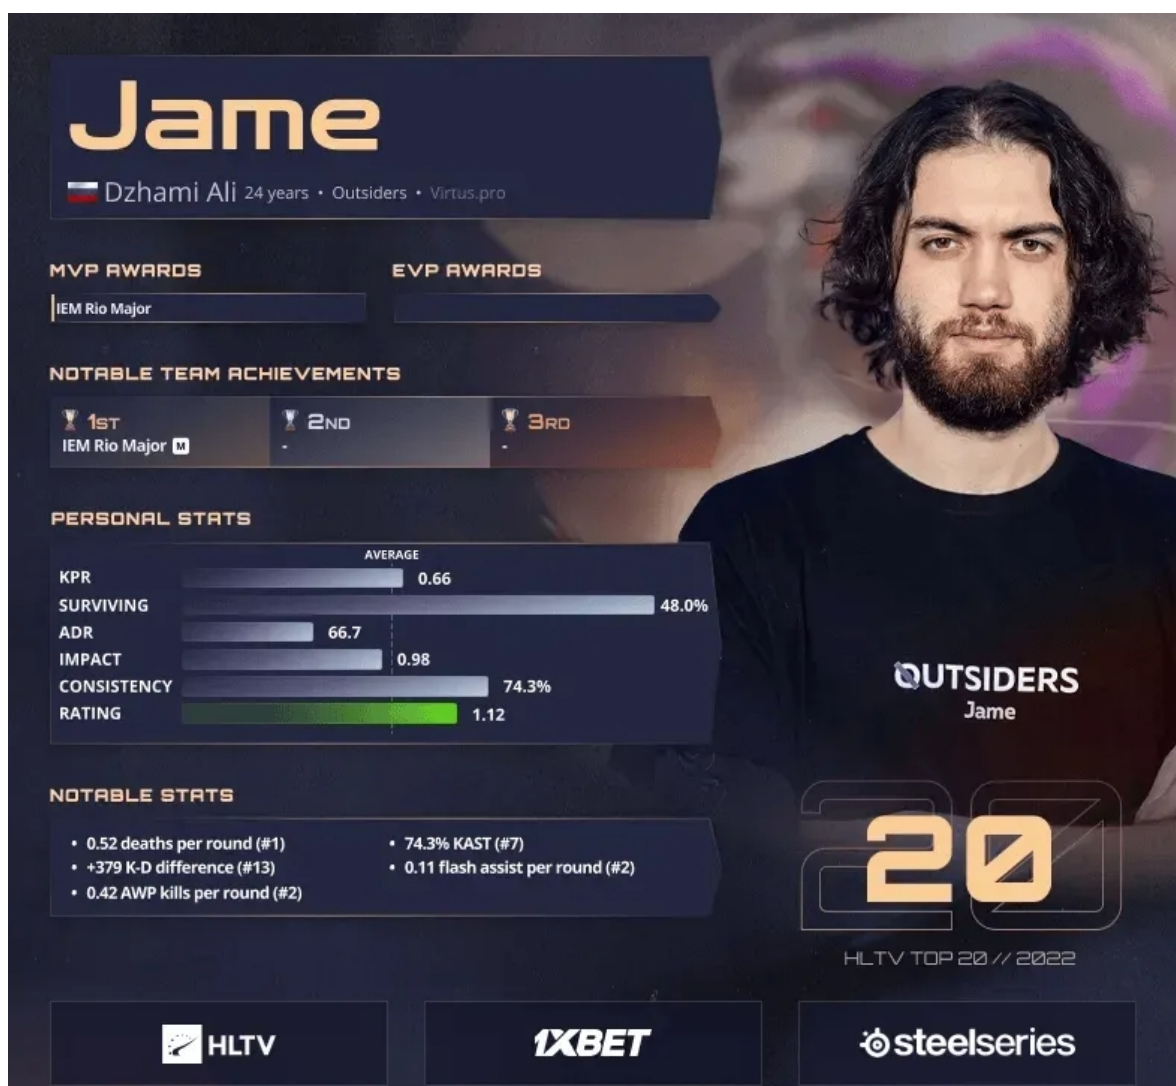 Jame
Dzhami Ali 24 years • Outsiders • Virtus.pro
MVP AWARDS
IEM Rio Major
EVP AWARDS
NOTABLE TEAM ACHIEVEMENTS
1ST
IEM Rio Major M
2ND
-
3RD
-
PERSONAL STATS
AVERAGE
KPR 0.66
SURVIVING 48.0%
ADR 66.7
IMPACT 0.98
CONSISTENCY 74.3%
RATING 1.12
OUTSIDERS
Jame
NOTABLE STATS
• 0.52 deaths per round (#1)
• +379 K-D difference (#13)
• 0.42 AWP kills per round (#2)
• 74.3% KAST (#7)
• 0.11 flash assist per round (#2)
20
HLTV TOP 20 // 2022
HLTV
1XBET
steelseries